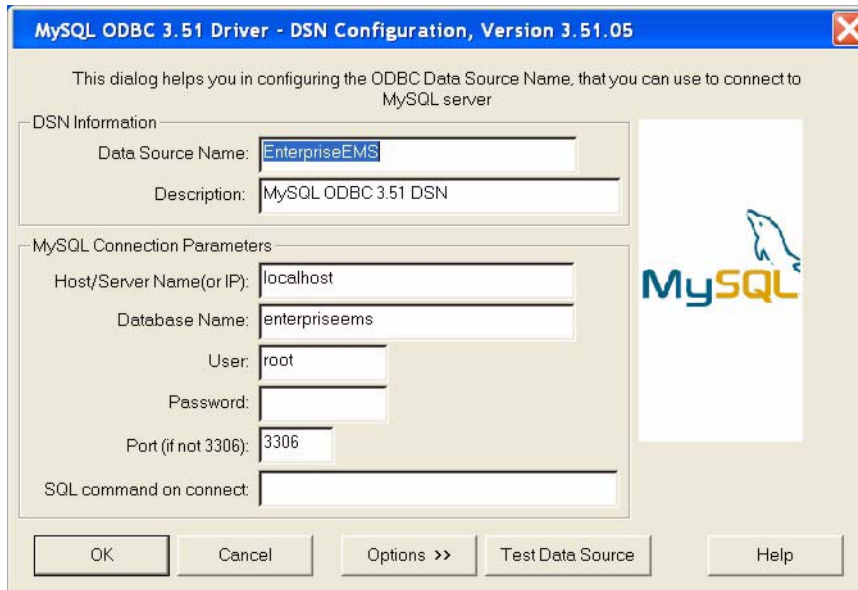 MySQL ODBC 3.51 Driver - DSN Configuration, Version 3.51.05
This dialog helps you in configuring the ODBC Data Source Name, that you can use to connect to
MySQL server
DSN Information
Data Source Name: EnterpriseEMS
Description: MySQL ODBC 3.51 DSN
MySQL Connection Parameters
Host/Server Name(or IP): localhost
Database Name: enterpriseems
User: root
Password:
Port (if not 3306): 3306
SQL command on connect:
MySQL
OK Cancel Options >> Test Data Source Help